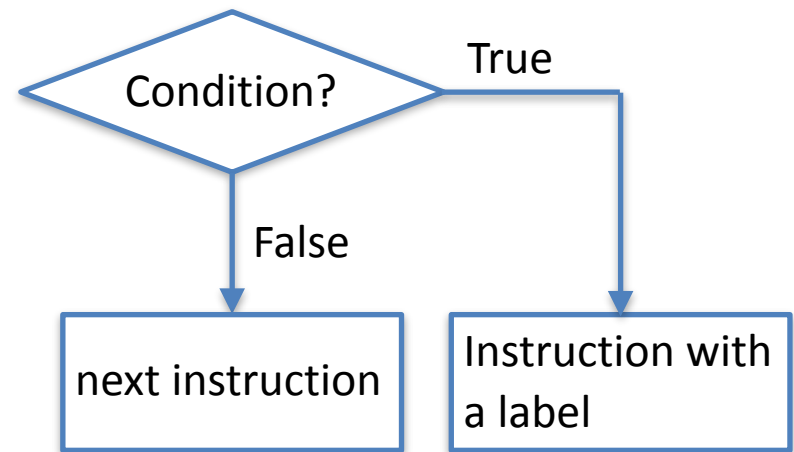 True
Condition?
False
next instruction
Instruction with
a label